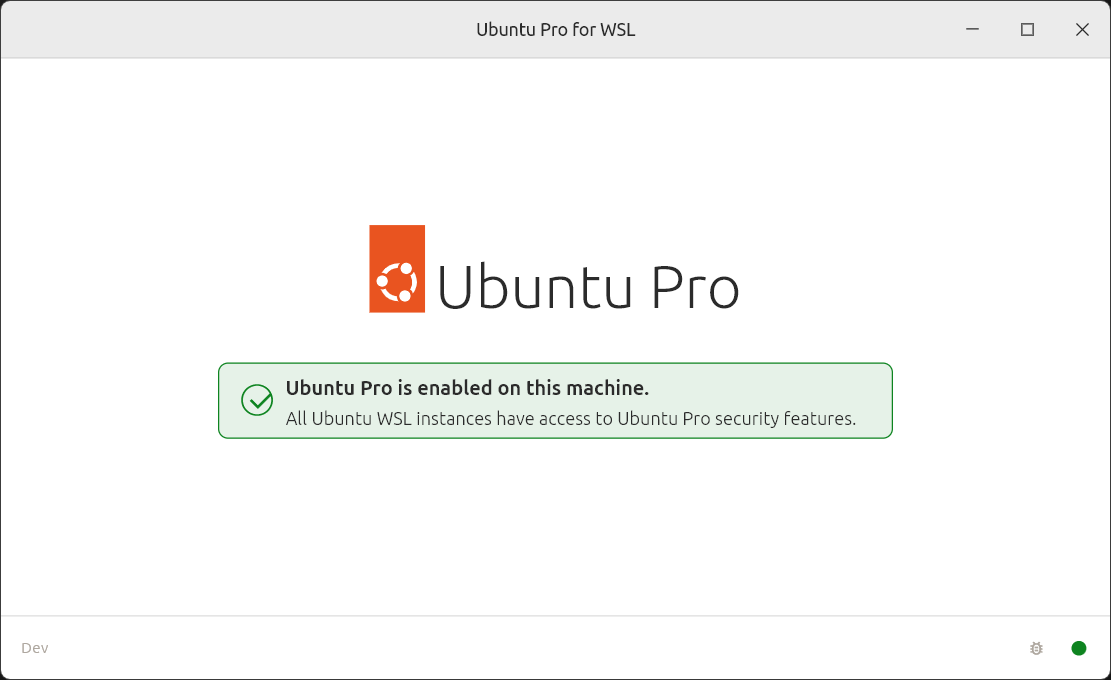 Ubuntu Pro for WSL
Ubuntu Pro
Ubuntu Pro is enabled on this machine.
All Ubuntu WSL instances have access to Ubuntu Pro security features.
Dev